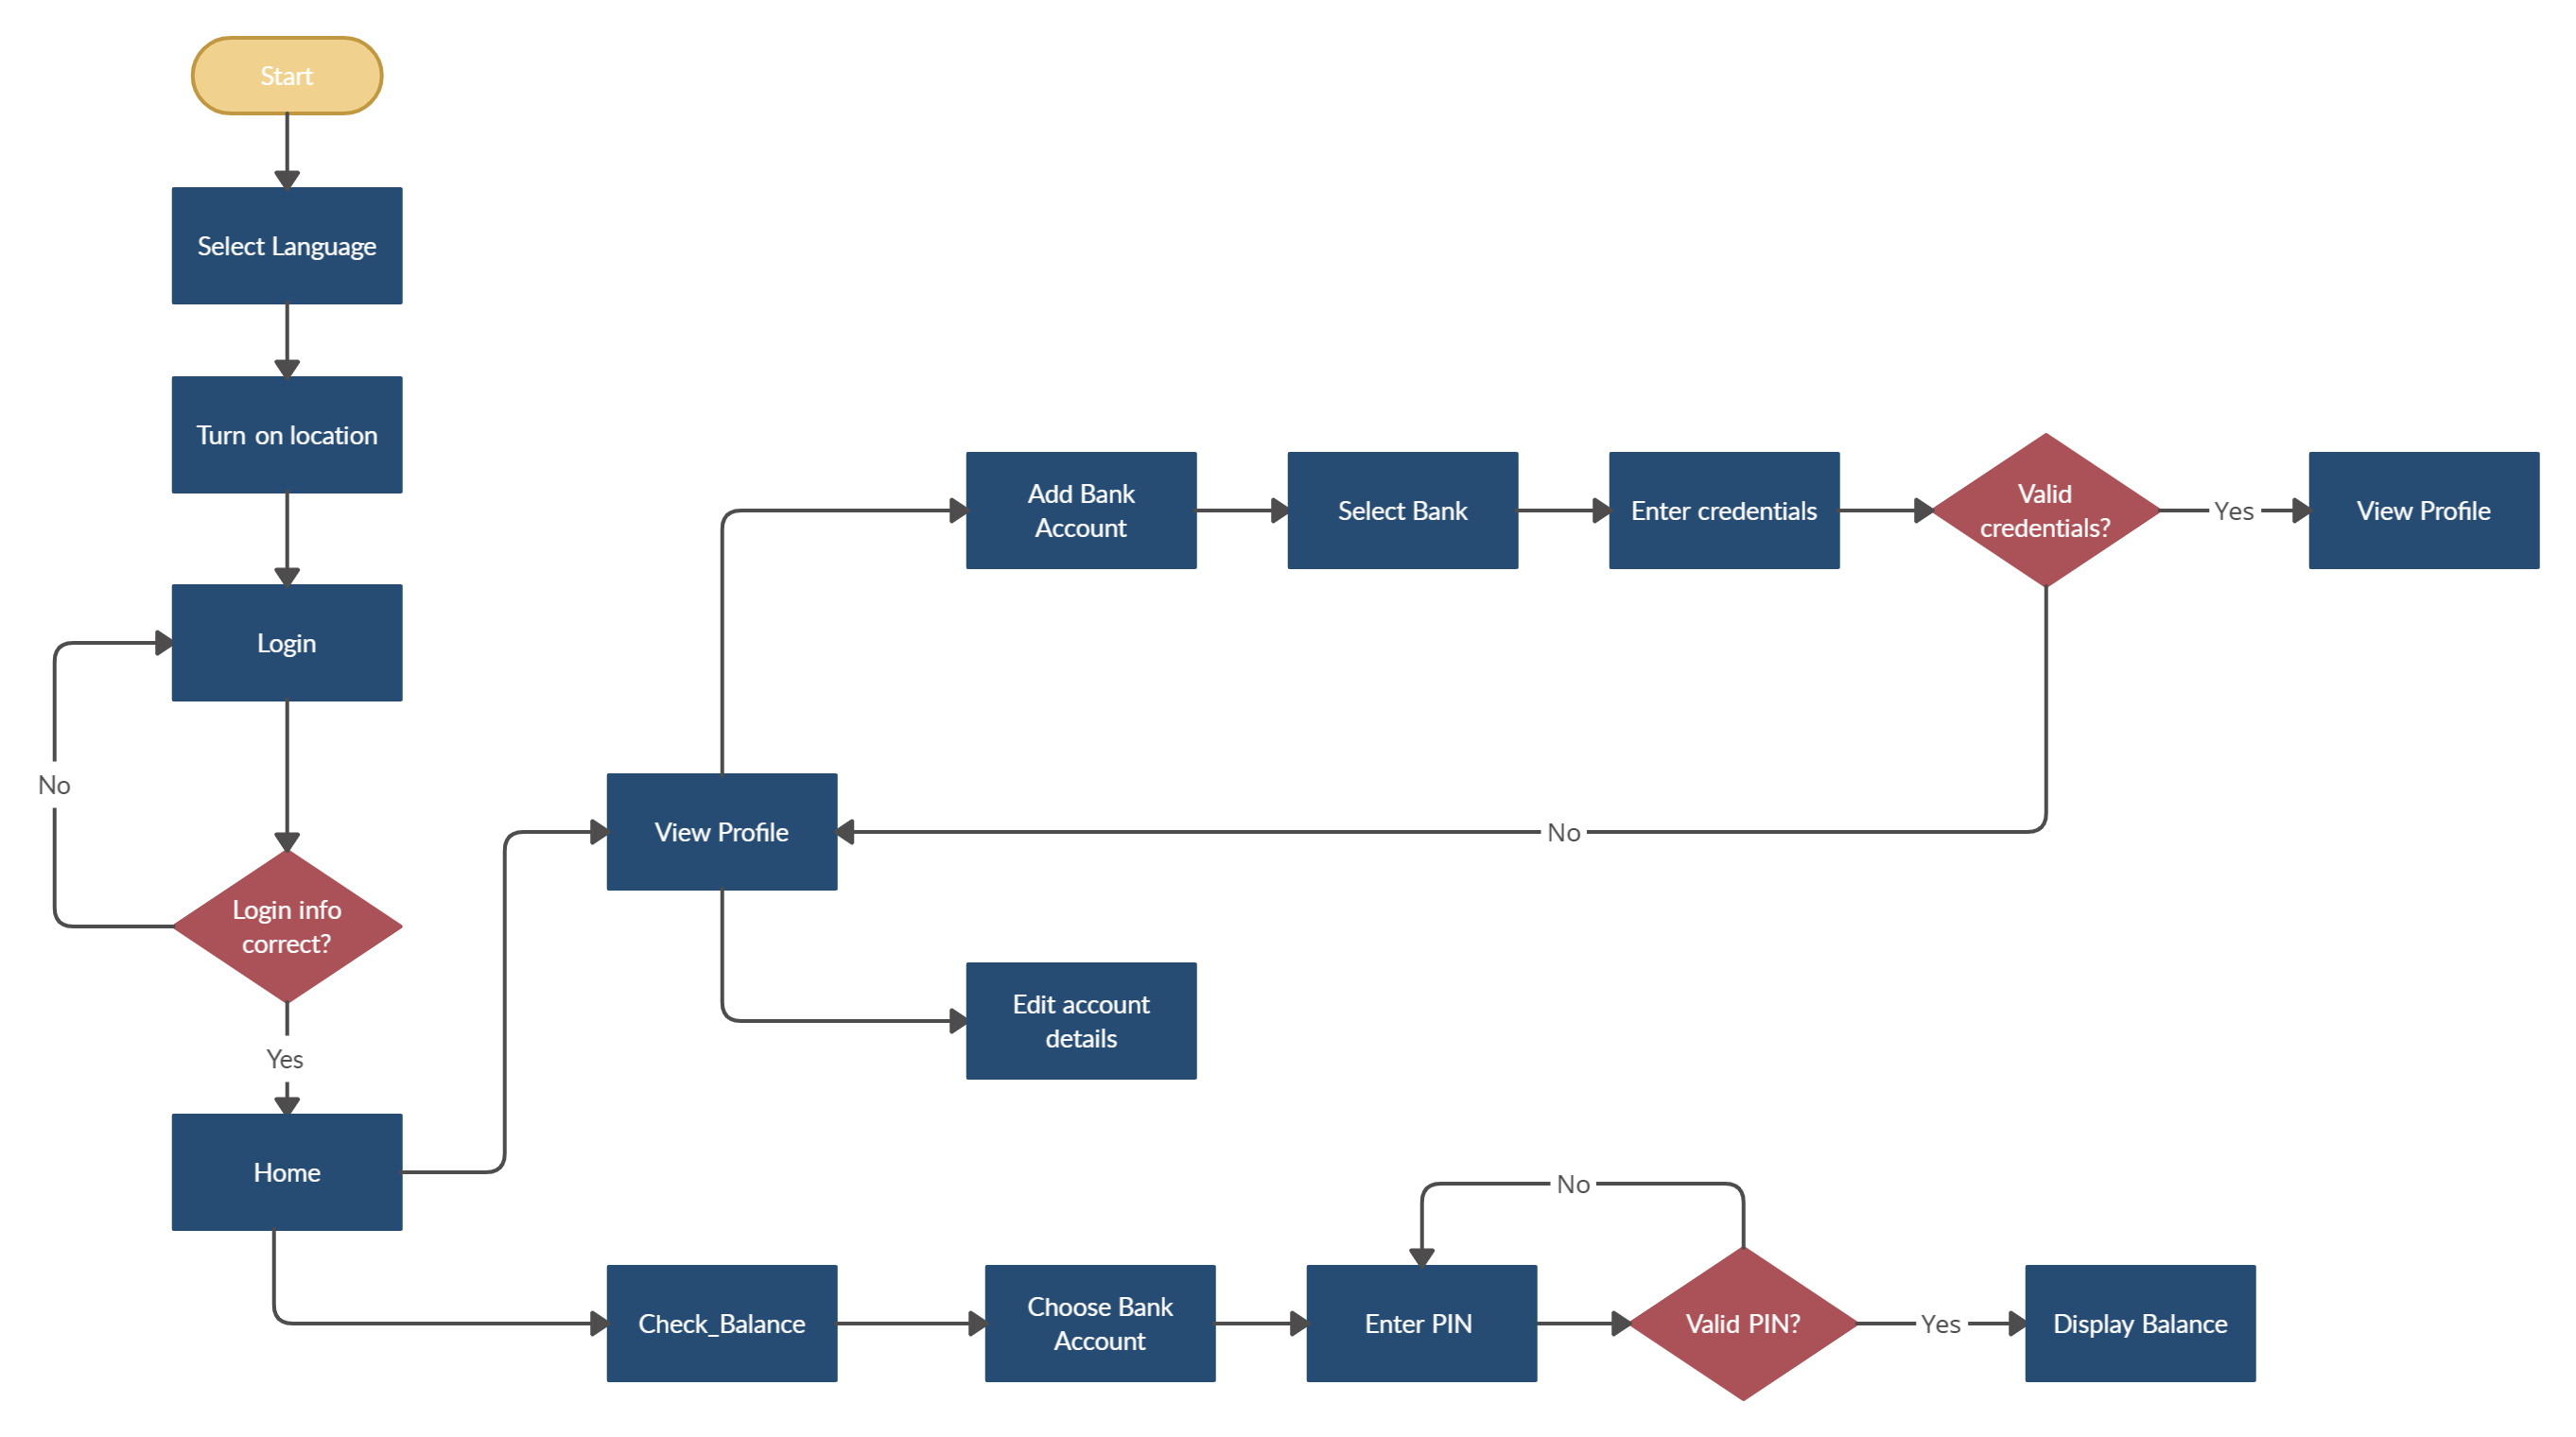 Start
Select Language
Turn on location
Login
No
Login info
correct?
Yes
Home
View Profile
Add Bank
Account
Select Bank
Enter credentials
Valid
credentials?
Yes
View Profile
No
Edit account
details
Check_Balance
Choose Bank
Account
Enter PIN
No
Valid PIN?
Yes
Display Balance